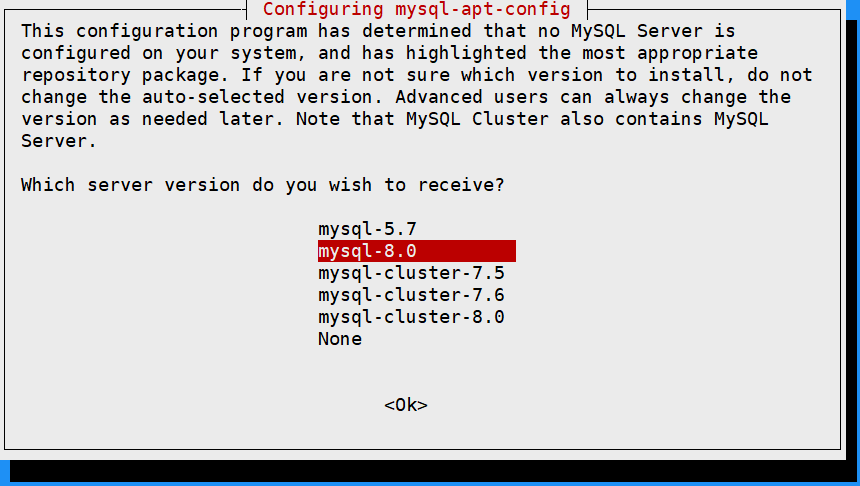 Configuring mysql-apt-config
This configuration program has determined that no MySQL Server is
configured on your system, and has highlighted the most appropriate
repository package. If you are not sure which version to install, do not
change the auto-selected version. Advanced users can always change the
version as needed later. Note that MySQL Cluster also contains MySQL
Server.
Which server version do you wish to receive?
mysql-5.7
mysql-8.0
mysql-cluster-7.5
mysql-cluster-7.6
mysql-cluster-8.0
None
<Ok>